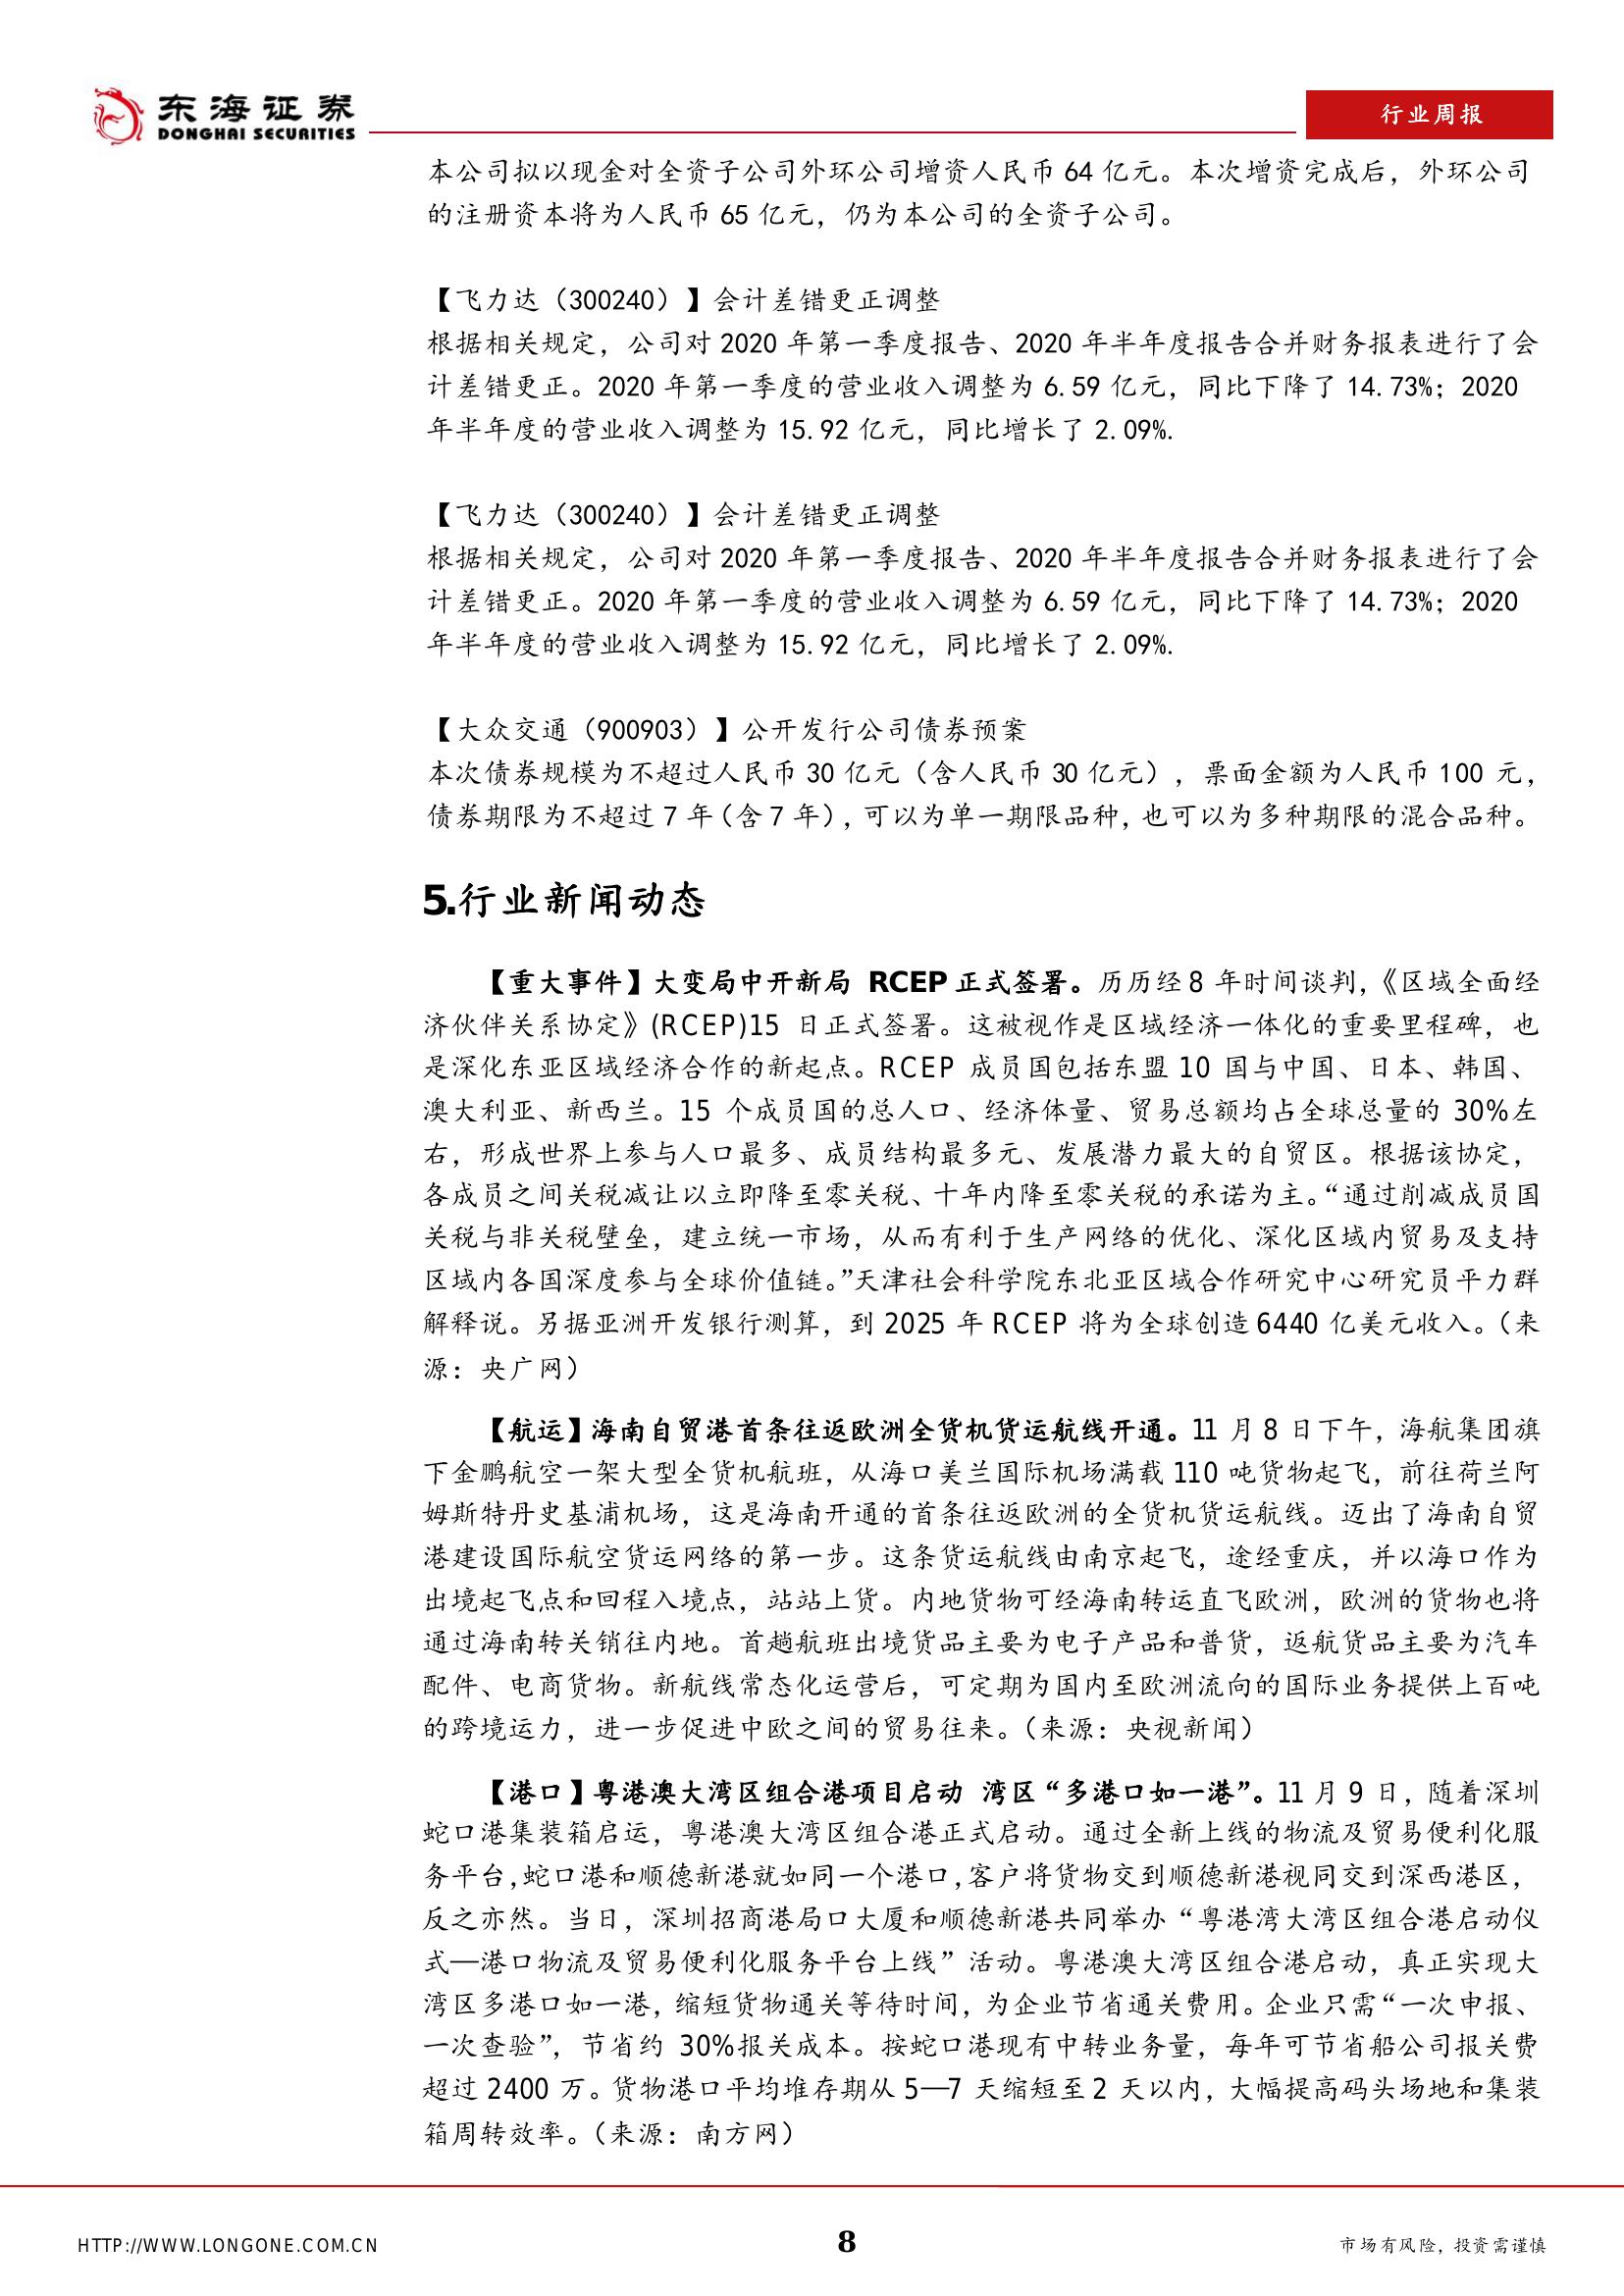 东海证券
DONGHAI SECURITIES
行业周报
本公司拟以现金对全资子公司外环公司增资人民币 64 亿元。本次增资完成后，外环公司
的注册资本将为人民币 65 亿元，仍为本公司的全资子公司。
【飞力达（300240）】会计差错更正调整
根据相关规定，公司对 2020 年第一季度报告、2020 年半年度报告合并财务报表进行了会
计差错更正。2020 年第一季度的营业收入调整为 6.59 亿元，同比下降了 14.73%；2020
年半年度的营业收入调整为 15.92 亿元，同比增长了 2.09%.
【飞力达（300240）】会计差错更正调整
根据相关规定，公司对 2020 年第一季度报告、2020 年半年度报告合并财务报表进行了会
计差错更正。2020 年第一季度的营业收入调整为 6.59 亿元，同比下降了 14.73%；2020
年半年度的营业收入调整为 15.92 亿元，同比增长了 2.09%.
【大众交通（900903）】公开发行公司债券预案
本次债券规模为不超过人民币 30 亿元（含人民币 30 亿元），票面金额为人民币 100 元，
债券期限为不超过 7 年（含 7 年），可以为单一期限品种，也可以为多种期限的混合品种。
5.行业新闻动态
【重大事件】大变局中开新局 RCEP 正式签署。历历经 8 年时间谈判，《区域全面经
济伙伴关系协定》(RCEP)15 日正式签署。这被视作是区域经济一体化的重要里程碑，也
是深化东亚区域经济合作的新起点。RCEP 成员国包括东盟 10 国与中国、日本、韩国、
澳大利亚、新西兰。15 个成员国的总人口、经济体量、贸易总额均占全球总量的 30%左
右，形成世界上参与人口最多、成员结构最多元、发展潜力最大的自贸区。根据该协定，
各成员之间关税减让以立即降至零关税、十年内降至零关税的承诺为主。“通过削减成员国
关税与非关税壁垒，建立统一市场，从而有利于生产网络的优化、深化区域内贸易及支持
区域内各国深度参与全球价值链。”天津社会科学院东北亚区域合作研究中心研究员平力群
解释说。另据亚洲开发银行测算，到 2025 年 RCEP 将为全球创造 6440 亿美元收入。（来
源：央广网）
【航运】海南自贸港首条往返欧洲全货机货运航线开通。11 月 8 日下午，海航集团旗
下金鹏航空一架大型全货机航班，从海口美兰国际机场满载 110 吨货物起飞，前往荷兰阿
姆斯特丹史基浦机场，这是海南开通的首条往返欧洲的全货机货运航线。迈出了海南自贸
港建设国际航空货运网络的第一步。这条货运航线由南京起飞，途经重庆，并以海口作为
出境起飞点和回程入境点，站站上货。内地货物可经海南转运直飞欧洲，欧洲的货物也将
通过海南转关销往内地。首趟航班出境货品主要为电子产品和普货，返航货品主要为汽车
配件、电商货物。新航线常态化运营后，可定期为国内至欧洲流向的国际业务提供上百吨
的跨境运力，进一步促进中欧之间的贸易往来。（来源：央视新闻）
【港口】粤港澳大湾区组合港项目启动 湾区“多港口如一港”。11 月 9 日，随着深圳
蛇口港集装箱启运，粤港澳大湾区组合港正式启动。通过全新上线的物流及贸易便利化服
务平台，蛇口港和顺德新港就如同一个港口，客户将货物交到顺德新港视同交到深西港区，
反之亦然。当日，深圳招商港局口大厦和顺德新港共同举办“粤港湾大湾区组合港启动仪
式—港口物流及贸易便利化服务平台上线”活动。粤港澳大湾区组合港启动，真正实现大
湾区多港口如一港，缩短货物通关等待时间，为企业节省通关费用。企业只需“一次申报、
一次查验”，节省约 30%报关成本。按蛇口港现有中转业务量，每年可节省船公司报关费
超过 2400 万。货物港口平均堆存期从 5—7 天缩短至 2 天以内，大幅提高码头场地和集装
箱周转效率。（来源：南方网）
HTTP://WWW.LONGONE.COM.CN
8
市场有风险，投资需谨慎